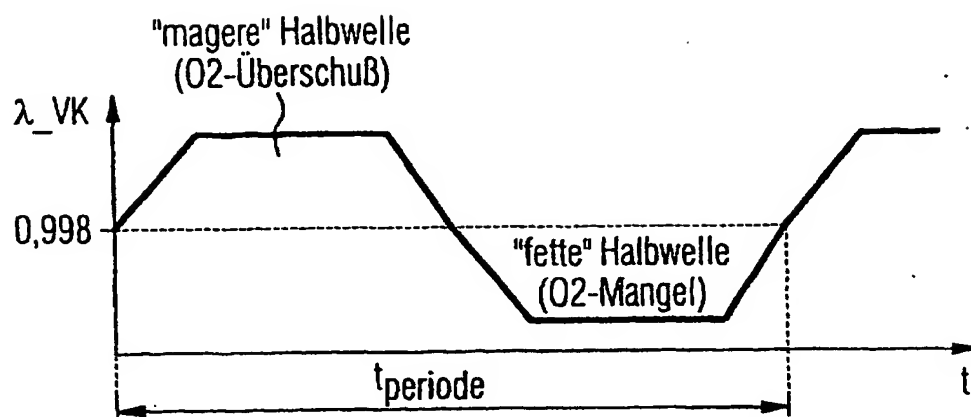 "magere" Halbwelle
(O2-Überschuß)
λ_VK
0,998
"fette" Halbwelle
(O2-Mangel)
tperiode
t